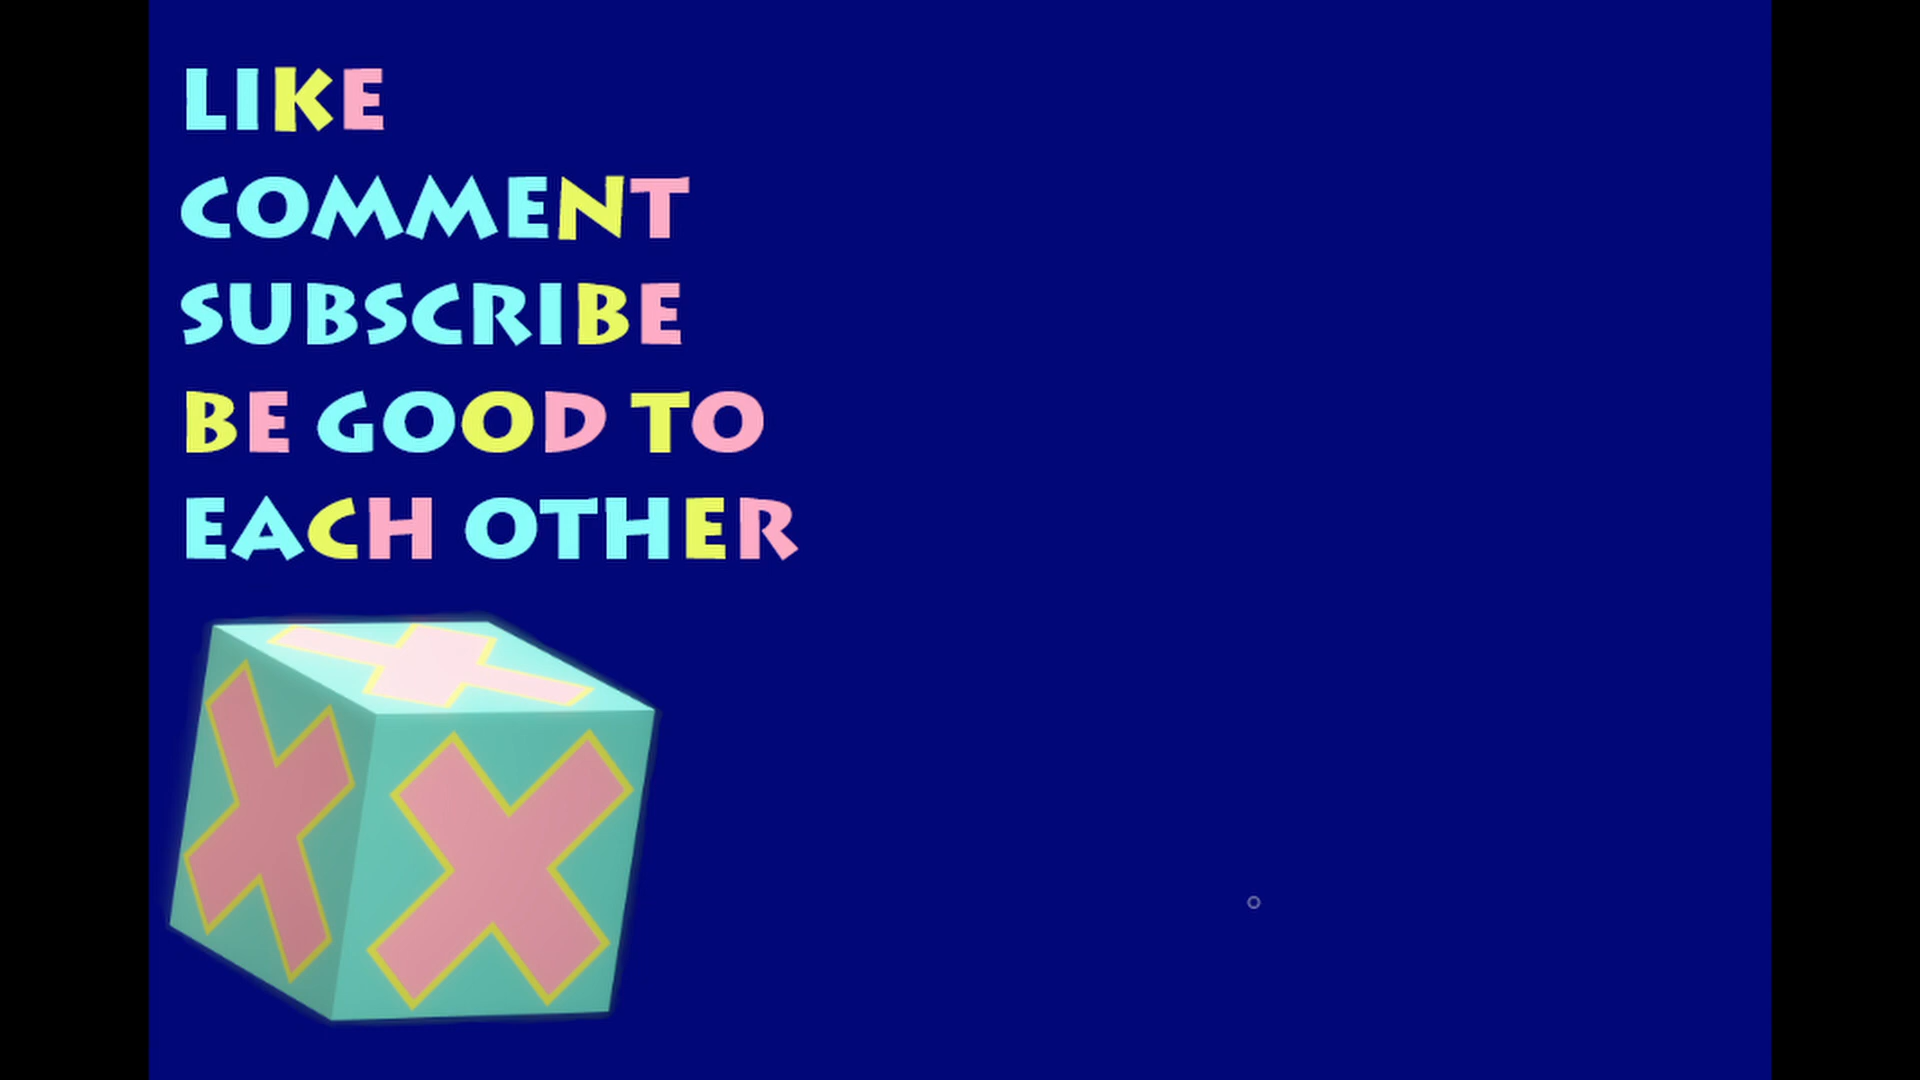 LIKE
COMMENT
SUBSCRIBE
BE GOOD TO
EACH OTHER
X X